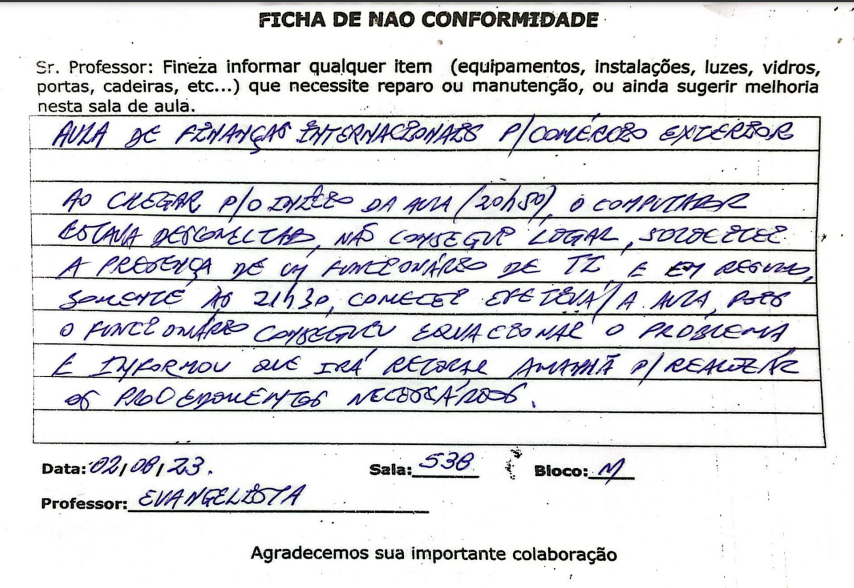 FICHA DE NAO CONFORMIDADE
Sr. Professor: Fineza informar qualquer item (equipamentos, instalações, luzes, vidros,
portas, cadeiras, etc...) que necessite reparo ou manutenção, ou ainda sugerir melhoria
nesta sala de aula.
AULA DE FINANÇAS INTERNACIONAIS P/COMÉRCIO EXTERIOR
AO CHEGAR P/O INÍCIO DA AULA (20h50), O COMPUTADOR
ESTAVA DESCONECTADO, NÃO CONSEGUI LOGAR, SOLICITEI
A PRESENÇA DE UM FUNCIONÁRIO DE TI, E EM RESUMO,
SOMENTE ÀS 21h30, COMECEI EFETIVA/ A AULA, POIS
O FUNCIONÁRIO CONSEGUIU EQUACIONAR O PROBLEMA
E INFORMOU QUE IRÁ RETORNAR AMANHÃ P/REALIZAR
OS PROCEDIMENTOS NECESSÁRIOS.
Data: 02/08/23. Sala: 538 Bloco: M
Professor: EVANGELISTA
Agradecemos sua importante colaboração